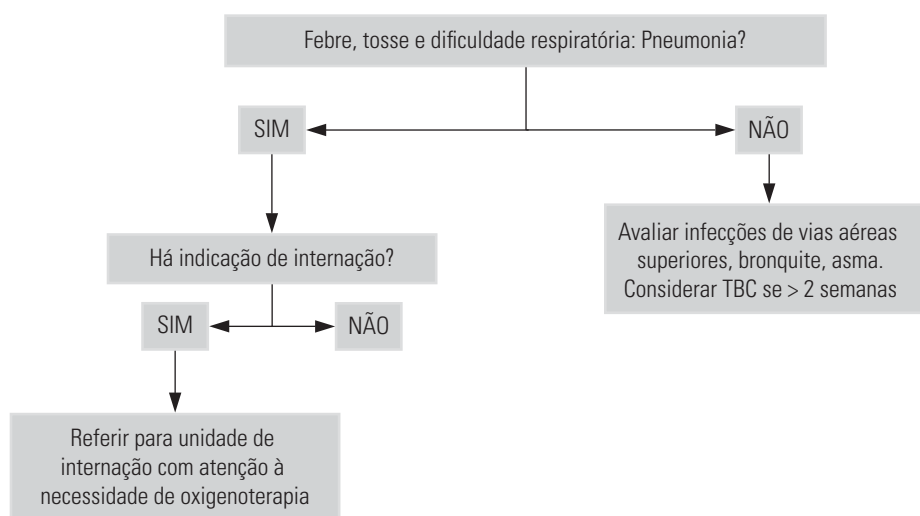 Febre, tosse e dificuldade respiratória: Pneumonia?
SIM
NÃO
Avaliar infecções de vias aéreas
superiores, bronquite, asma.
Considerar TBC se > 2 semanas
Há indicação de internação?
SIM
NÃO
Referir para unidade de
internação com atenção à
necessidade de oxigenoterapia